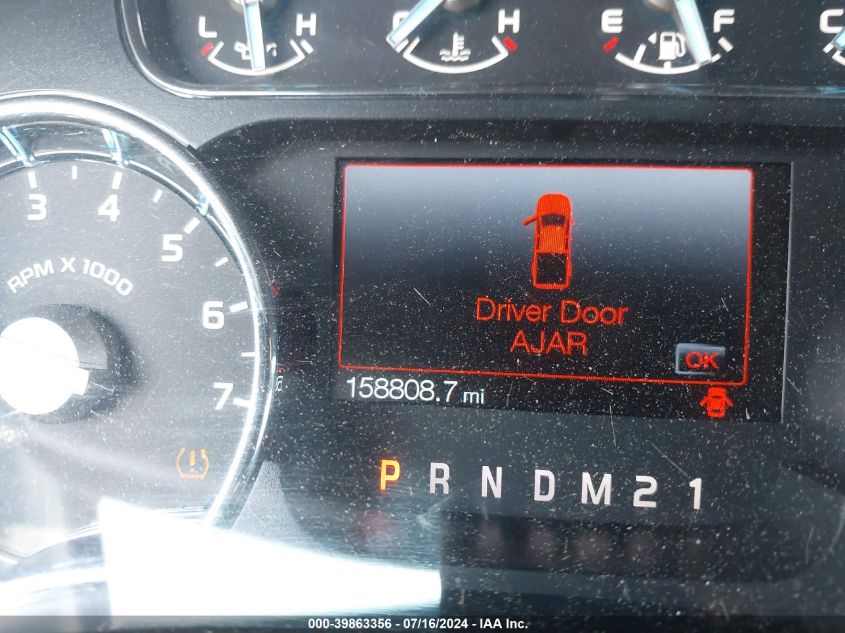 L H C H E F C
3 4 5 6 7
RPM X 1000
Driver Door
AJAR
OK
158808.7 mi
P R N D M 2 1
000-39863356 - 07/16/2024 - IAA Inc.